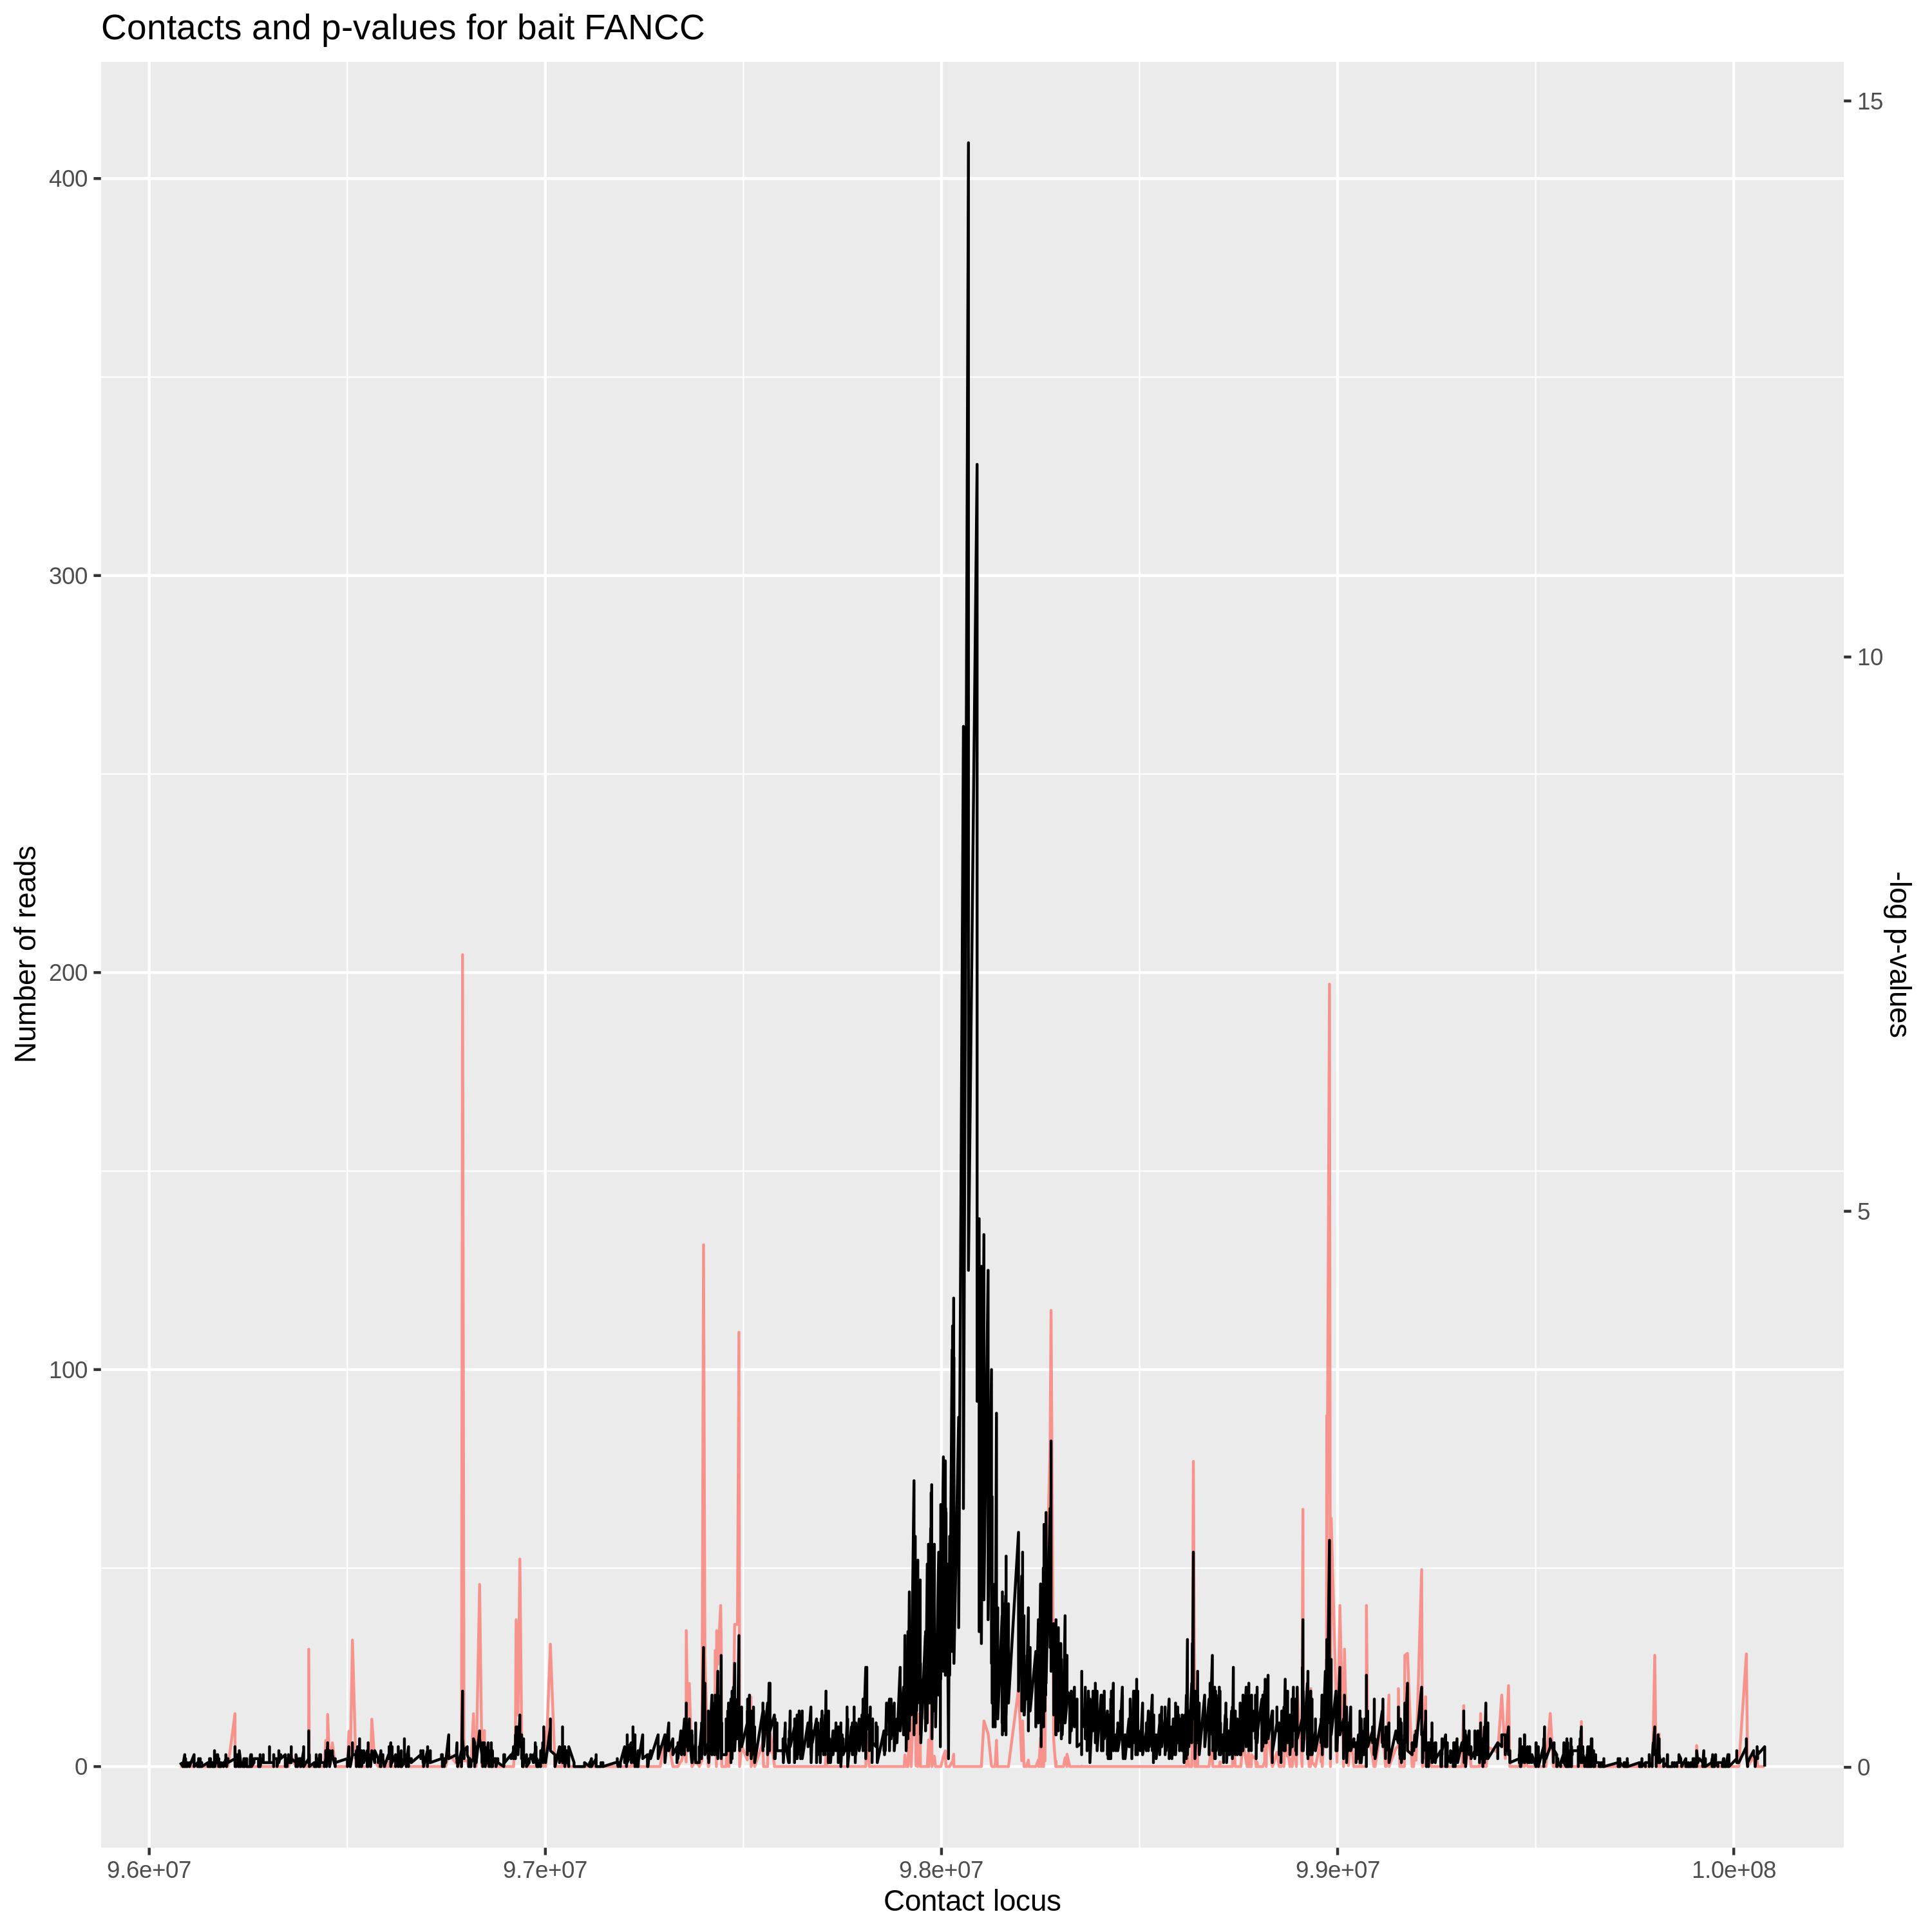 Contacts and p-values for bait FANCC
Number of reads
400
300
200
100
0
15
10
5
0
-log p-values
9.6e+07
9.7e+07
9.8e+07
9.9e+07
1.0e+08
Contact locus